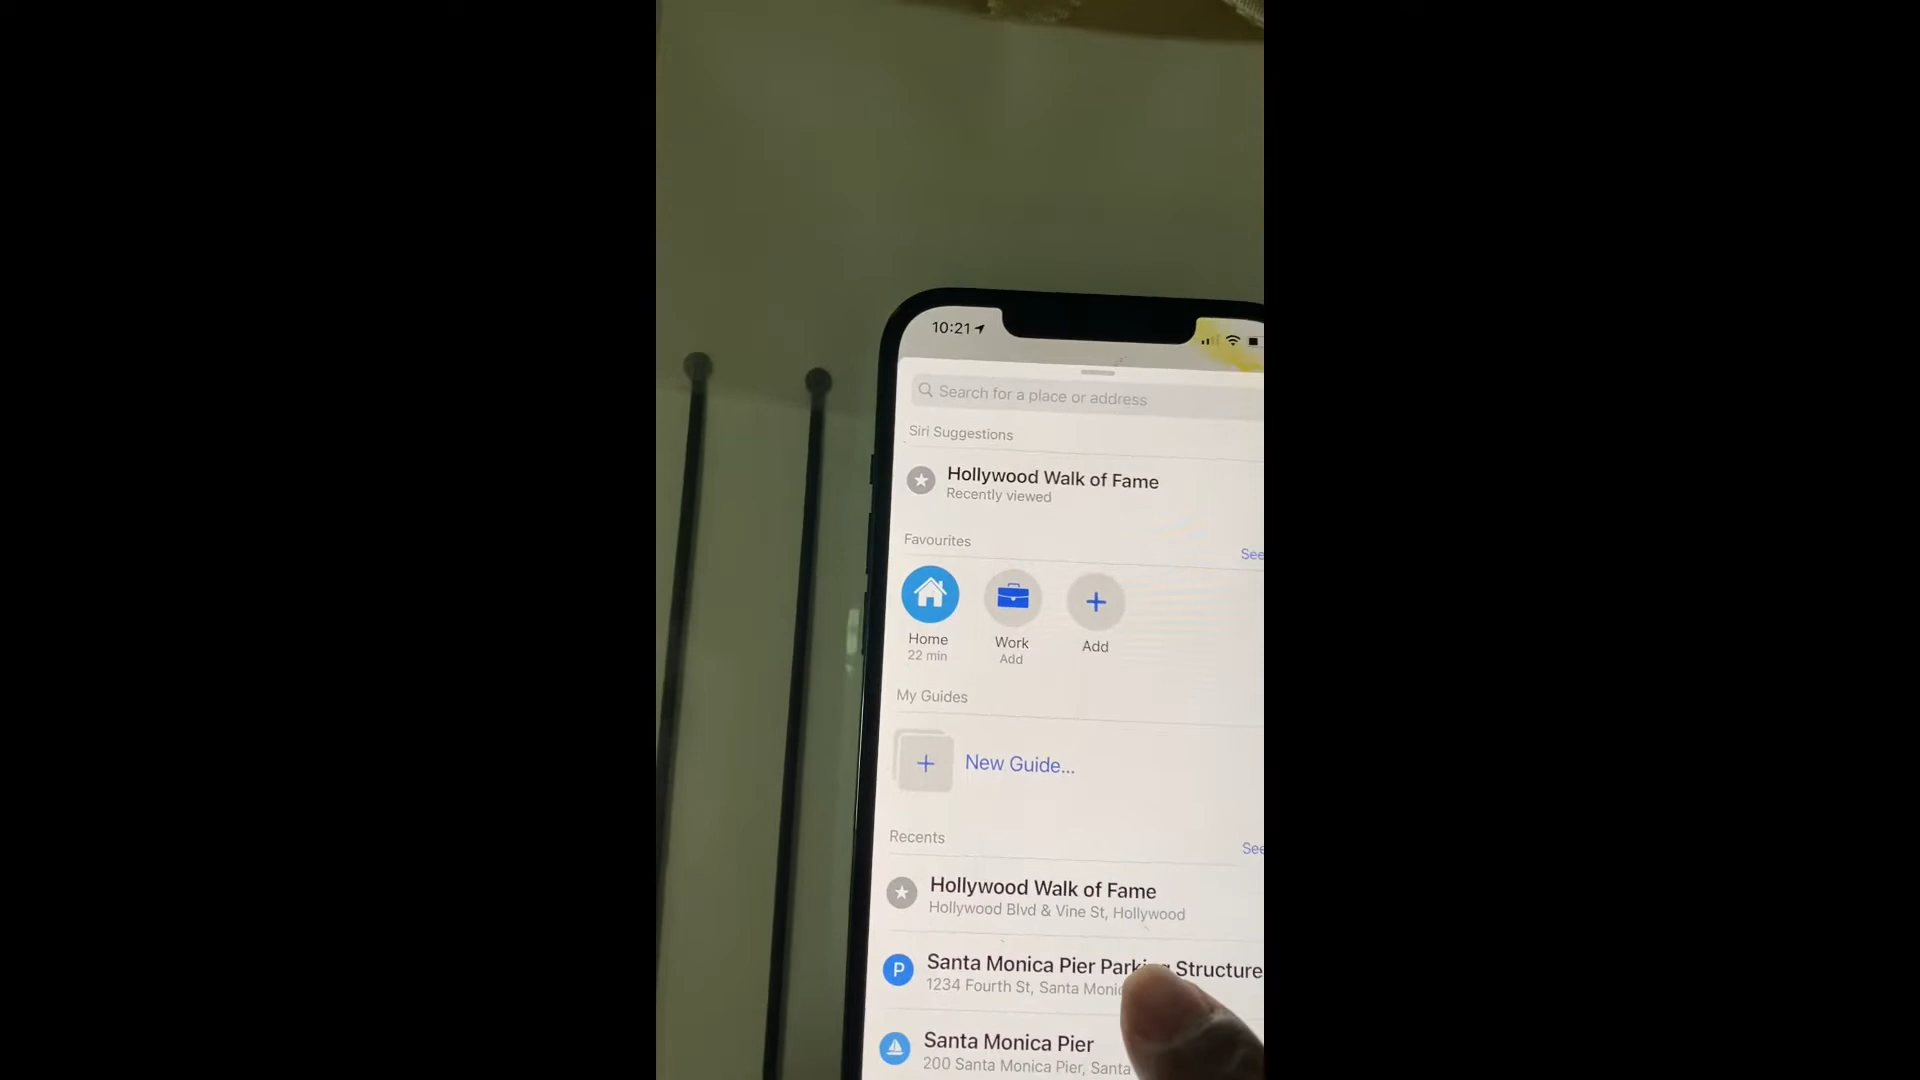 10:21
Search for a place or address
Siri Suggestions
Hollywood Walk of Fame
Recently viewed
Favourites
See
Home
22 min
Work
Add
Add
My Guides
+ New Guide...
Recents
See
Hollywood Walk of Fame
Hollywood Blvd & Vine St, Hollywood
P
Santa Monica Pier Parking Structure
1234 Fourth St, Santa
Santa Monica Pier
200 Santa Monica Pier, Santa